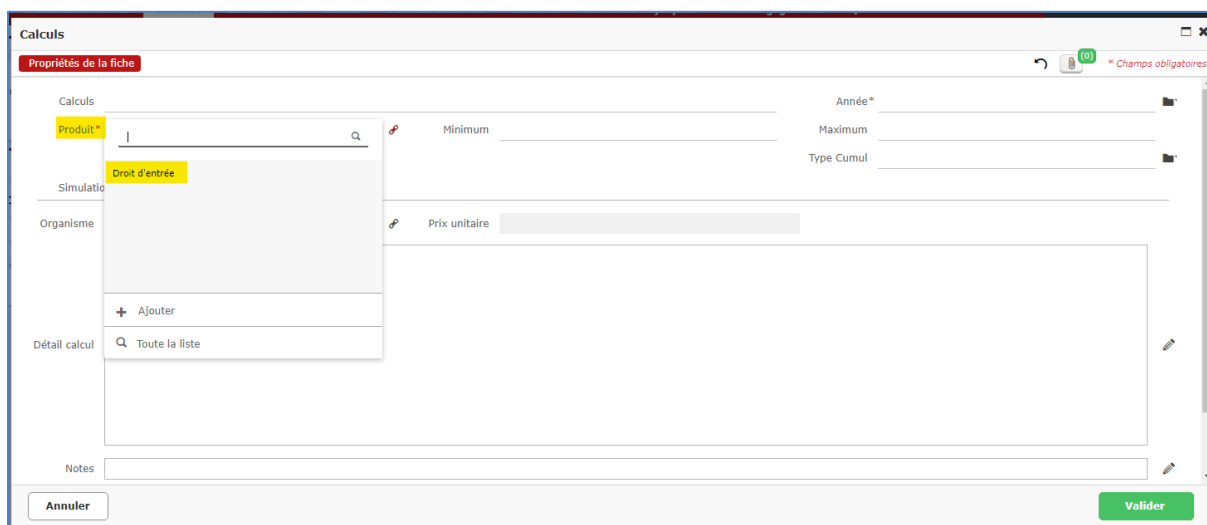 Calculs
Propriétés de la fiche
(0)
* Champs obligatoires
Calculs
Année*
Produit*
Minimum
Maximum
Type Cumul
Droit d'entrée
Simulatio
Organisme
Prix unitaire
+ Ajouter
Toute la liste
Détail calcul
Notes
Annuler
Valider